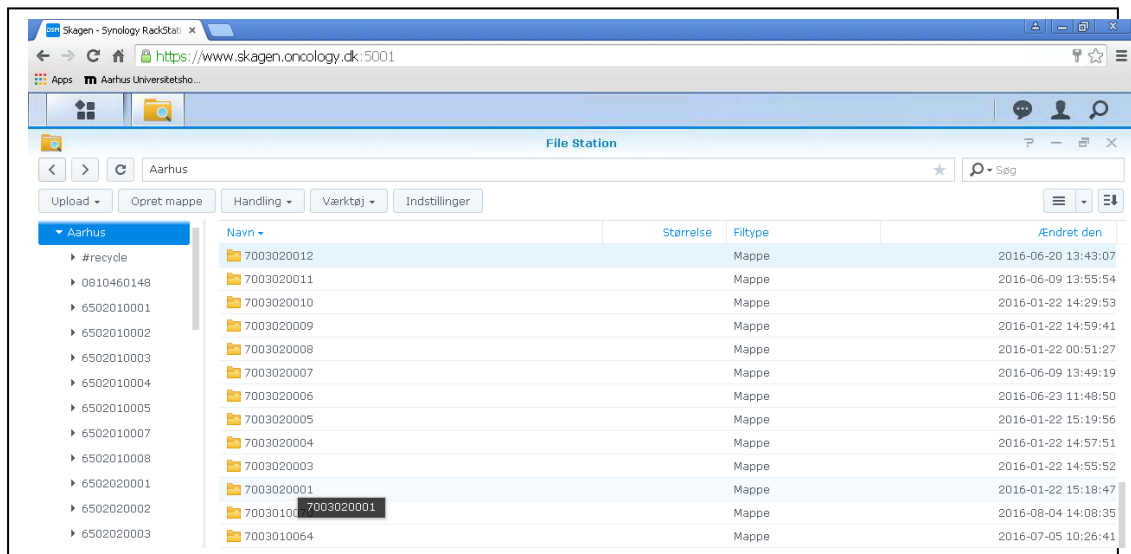 Skagen - Synology RackStati
https://www.skagen.oncology.dk:5001
Apps Aarhus Universitetsho...
File Station
Aarhus
Søg
Upload Opret mappe Handling Værktøj Indstillinger
Aarhus Navn Størrelse Filtype Ændret den
#recycle 7003020012 Mappe 2016-06-20 13:43:07
0810460148 7003020011 Mappe 2016-06-09 13:55:54
6502010001 7003020010 Mappe 2016-01-22 14:29:53
6502010002 7003020009 Mappe 2016-01-22 14:59:41
6502010003 7003020008 Mappe 2016-01-22 00:51:27
6502010004 7003020007 Mappe 2016-06-09 13:49:19
6502010005 7003020006 Mappe 2016-06-23 11:48:50
6502010007 7003020005 Mappe 2016-01-22 15:19:56
6502010008 7003020004 Mappe 2016-01-22 14:57:51
6502020001 7003020003 Mappe 2016-01-22 14:55:52
6502020002 7003020001 Mappe 2016-01-22 15:18:47
7003020001
Mappe 2016-08-04 14:08:35
6502020003 7003010064 Mappe 2016-07-05 10:26:41